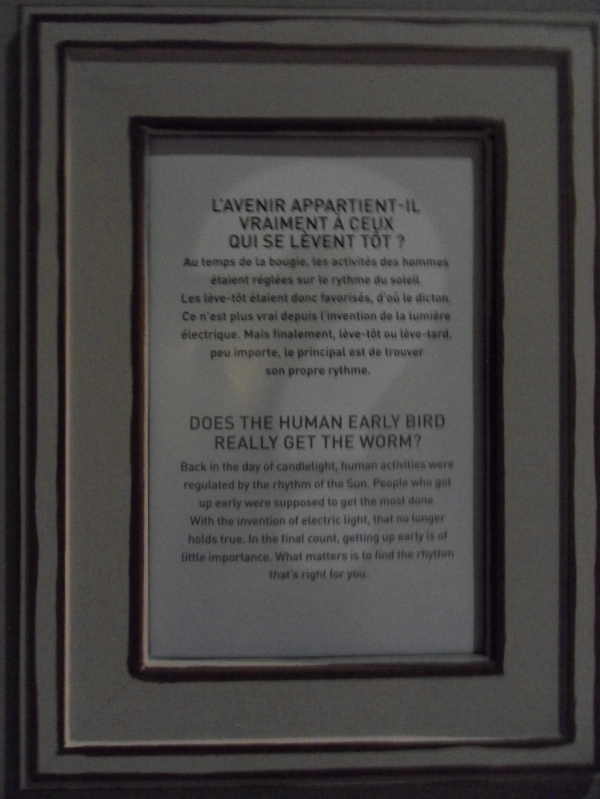 L'AVENIR APPARTIENT-IL
VRAIMENT À CEUX
QUI SE LÈVENT TÔT ?
Au temps de la bougie, les activités des hommes
étaient réglées sur le rythme du soleil.
Les lève-tôt étaient donc favorisés, d'où le dicton.
Ce n'est plus vrai depuis l'invention de la lumière
électrique. Mais finalement, lève-tôt ou lève-tard,
peu importe, le principal est de trouver
son propre rythme.
DOES THE HUMAN EARLY BIRD
REALLY GET THE WORM?
Back in the day of candlelight, human activities were
regulated by the rhythm of the Sun. People who got
up early were supposed to get the most done.
With the invention of electric light, that no longer
holds true. In the final count, getting up early is of
little importance. What matters is to find the rhythm
that's right for you.